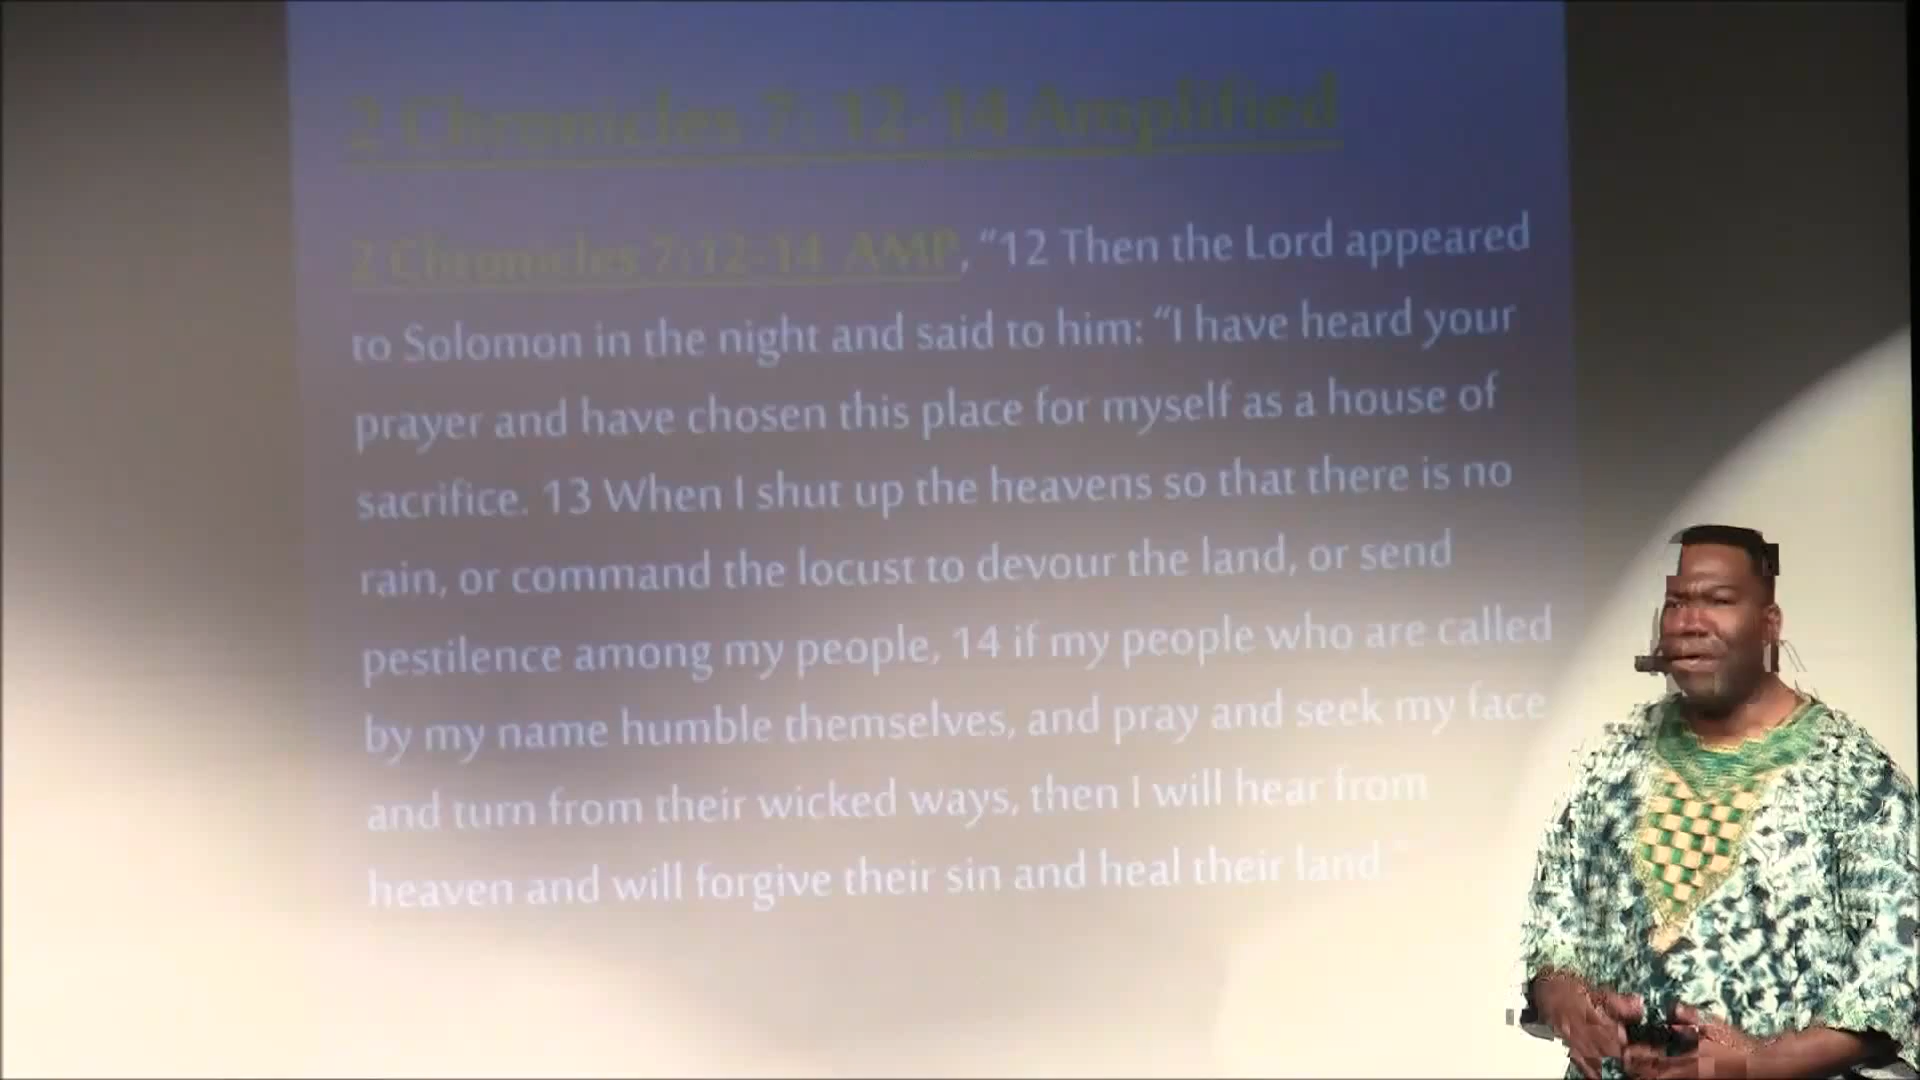 2 Chronicles 7: 12-14 Amplified
2 Chronicles 7:12-14 AMP, “12 Then the Lord appeared
to Solomon in the night and said to him: “I have heard your
prayer and have chosen this place for myself as a house of
sacrifice. 13 When I shut up the heavens so that there is no
rain, or command the locust to devour the land, or send
pestilence among my people, 14 if my people who are called
by my name humble themselves, and pray and seek my face
and turn from their wicked ways, then I will hear from
heaven and will forgive their sin and heal their land.”